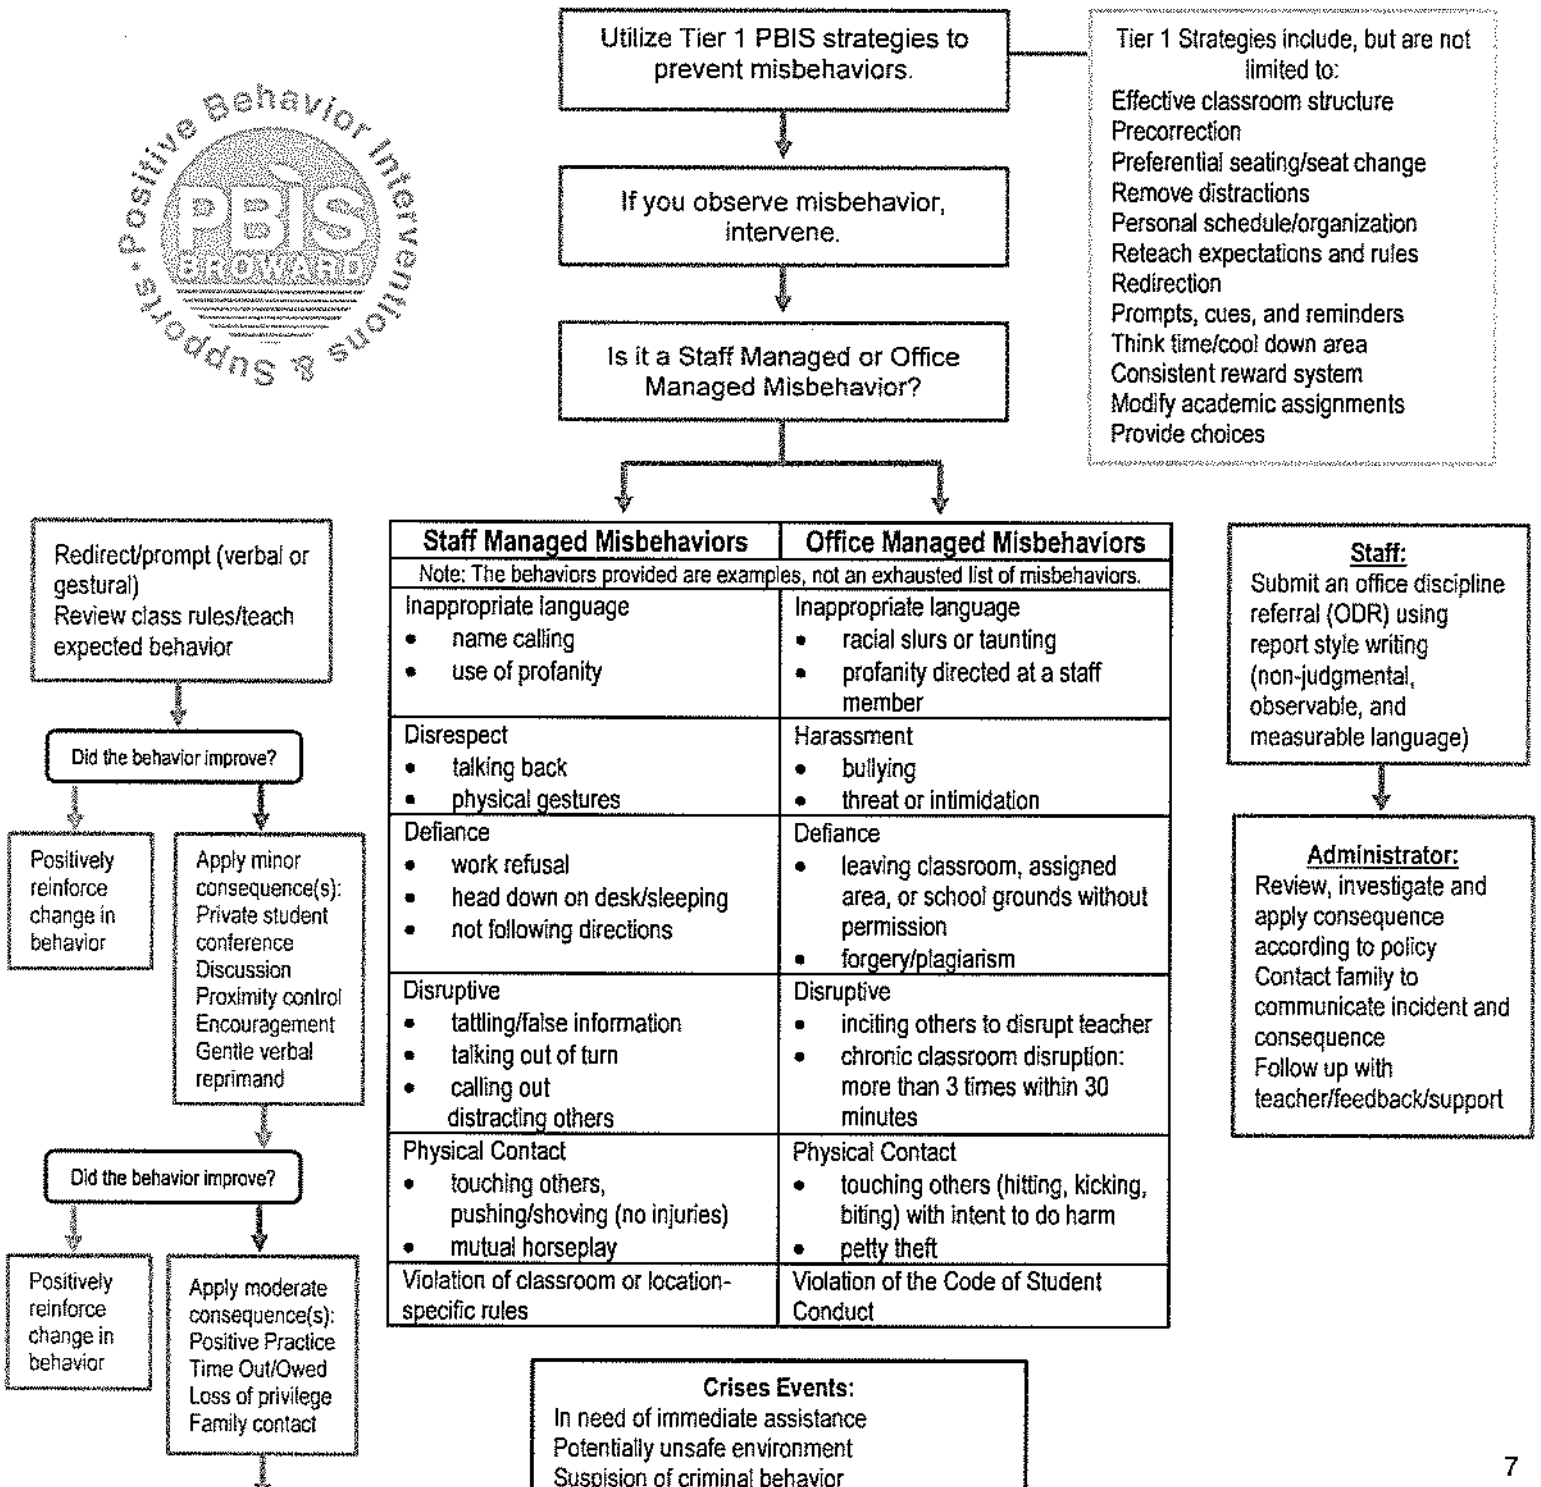 Utilize Tier 1 PBIS strategies to
prevent misbehaviors.
Tier 1 Strategies include, but are not
limited to:
Effective classroom structure
Precorrection
Preferential seating/seat change
Remove distractions
Personal schedule/organization
Reteach expectations and rules
Redirection
Prompts, cues, and reminders
Think time/cool down area
Consistent reward system
Modify academic assignments
Provide choices
Positive Behavior Interventions & Supports
PBIS
BROWARD
If you observe misbehavior,
intervene.
Is it a Staff Managed or Office
Managed Misbehavior?
Redirect/prompt (verbal or
gestural)
Review class rules/teach
expected behavior
Did the behavior improve?
Positively
reinforce
change in
behavior
Apply minor
consequence(s):
Private student
conference
Discussion
Proximity control
Encouragement
Gentle verbal
reprimand
Did the behavior improve?
Positively
reinforce
change in
behavior
Apply moderate
consequence(s):
Positive Practice
Time Out/Owed
Loss of privilege
Family contact
Staff Managed Misbehaviors
Office Managed Misbehaviors
Note: The behaviors provided are examples, not an exhausted list of misbehaviors.
Inappropriate language
• name calling
• use of profanity
Inappropriate language
• racial slurs or taunting
• profanity directed at a staff
member
Disrespect
• talking back
• physical gestures
Harassment
• bullying
• threat or intimidation
Defiance
• work refusal
• head down on desk/sleeping
• not following directions
Defiance
• leaving classroom, assigned
area, or school grounds without
permission
• forgery/plagiarism
Disruptive
• tattling/false information
• talking out of turn
• calling out
distracting others
Disruptive
• inciting others to disrupt teacher
• chronic classroom disruption:
more than 3 times within 30
minutes
Physical Contact
• touching others,
pushing/shoving (no injuries)
• mutual horseplay
Physical Contact
• touching others (hitting, kicking,
biting) with intent to do harm
• petty theft
Violation of classroom or location-
specific rules
Violation of the Code of Student
Conduct
Staff:
Submit an office discipline
referral (ODR) using
report style writing
(non-judgmental,
observable, and
measurable language)
Administrator:
Review, investigate and
apply consequence
according to policy
Contact family to
communicate incident and
consequence
Follow up with
teacher/feedback/support
Crises Events:
In need of immediate assistance
Potentially unsafe environment
Suspision of criminal behavior
7